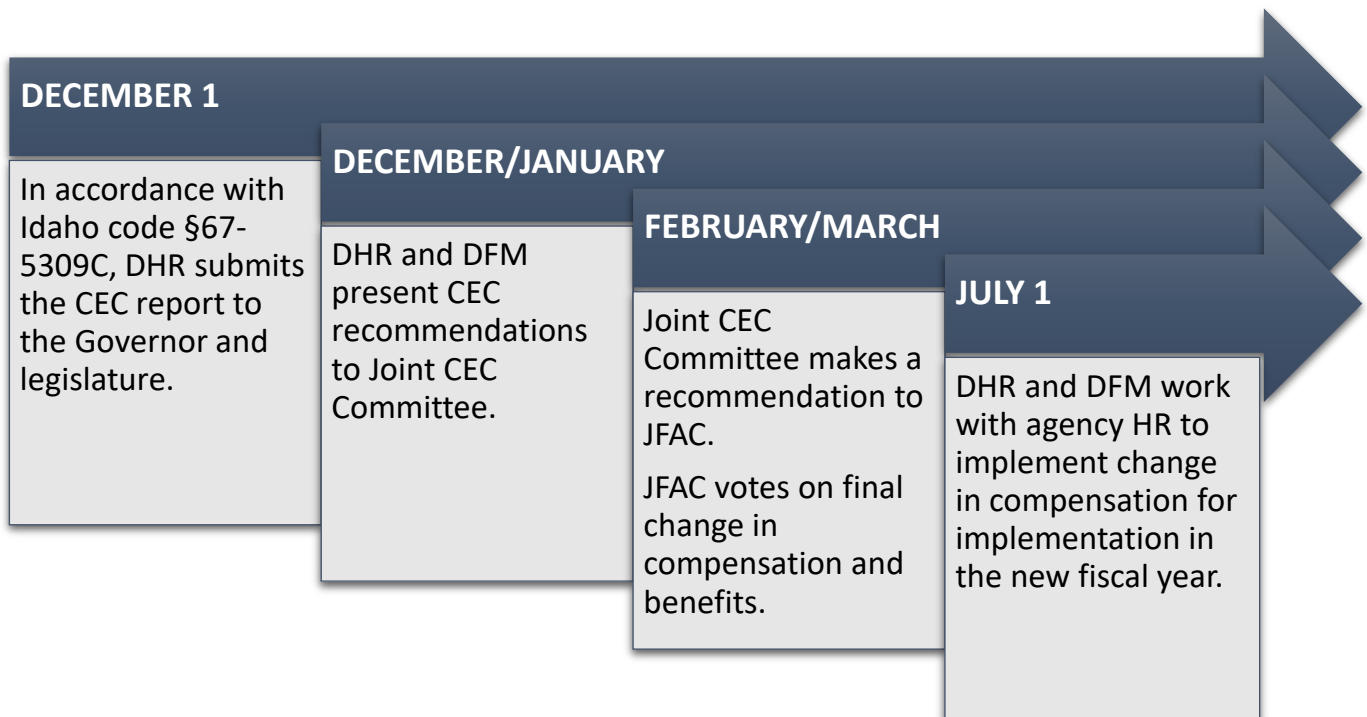 DECEMBER 1
In accordance with
Idaho code §67-
5309C, DHR submits
the CEC report to
the Governor and
legislature.
DECEMBER/JANUARY
DHR and DFM
present CEC
recommendations
to Joint CEC
Committee.
FEBRUARY/MARCH
Joint CEC
Committee makes a
recommendation to
JFAC.
JFAC votes on final
change in
compensation and
benefits.
JULY 1
DHR and DFM work
with agency HR to
implement change
in compensation for
implementation in
the new fiscal year.